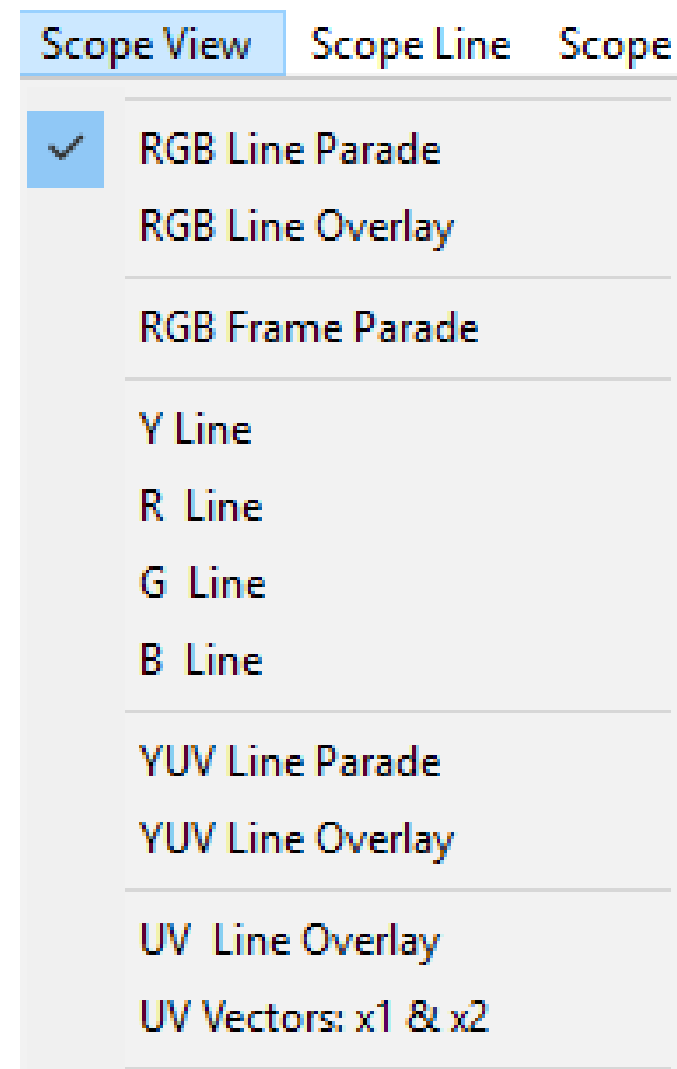 Scope View Scope Line Scope
RGB Line Parade
RGB Line Overlay
RGB Frame Parade
Y Line
R Line
G Line
B Line
YUV Line Parade
YUV Line Overlay
UV Line Overlay
UV Vectors: x1 & x2